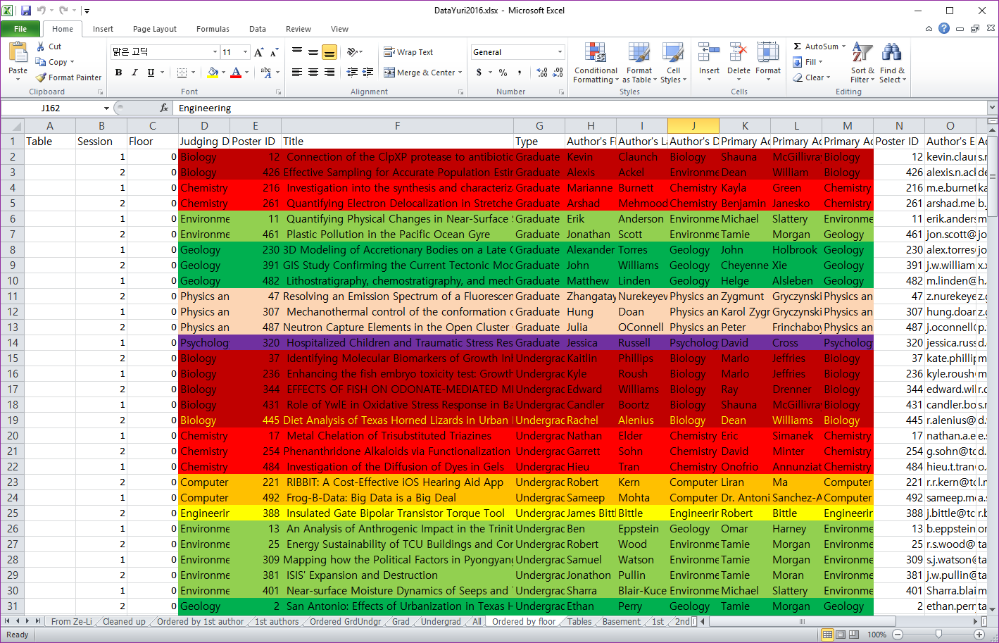 DataYuri2016.xlsx - Microsoft Excel
File Home Insert Page Layout Formulas Data Review View
Paste Cut Copy Format Painter
맑은 고딕 11
B I U abc A
Wrap Text
Merge & Center
General
$ % ,
Conditional Formatting Format as Table Cell Styles
Insert Delete Format
Σ AutoSum Fill Clear
Sort & Filter Find & Select
Clipboard Font Alignment Number Styles Cells Editing
J162 fx Engineering
A B C D E F G H I J K L M N O
1 Table Session Floor Judging D Poster ID Title Type Author's F Author's La Author's D Primary Ad Primary Ad Primary Ad Poster ID Author's E Ad
2 1 0 Biology 12 Connection of the ClpXP protease to antibiotic Graduate Kevin Claunch Biology Shauna McGillivray Biology 12 kevin.clau s.m
3 2 0 Biology 426 Effective Sampling for Accurate Population Estin Graduate Alexis Ackel Environme Dean William Biology 426 alexis.n.acl de
4 1 0 Chemistry 216 Investigation into the synthesis and characteriza Graduate Marianne Burnett Chemistry Kayla Green Chemistry 216 m.e.burnet ka
5 2 0 Chemistry 261 Quantifying Electron Delocalization in Stretche Graduate Arshad Mehmood Chemistry Benjamin Janesko Chemistry 261 arshad.me b.
6 1 0 Environme 11 Quantifying Physical Changes in Near-Surface S Graduate Erik Anderson Environme Michael Slattery Environme 11 erik.anders m
7 2 0 Environme 461 Plastic Pollution in the Pacific Ocean Gyre Graduate Jonathan Scott Environme Tamie Morgan Geology 461 jon.scott@ jo
8 1 0 Geology 230 3D Modeling of Accretionary Bodies on a Late C Graduate Alexander Torres Geology John Holbrook Geology 230 alex.torres jo
9 2 0 Geology 391 GIS Study Confirming the Current Tectonic Mod Graduate John Williams Geology Cheyenne Xie Geology 391 j.w.william x.x
10 1 0 Geology 482 Lithostratigraphy, chemostratigraphy, and mech Graduate Matthew Linden Geology Helge Alsleben Geology 482 m.linden@ h.
11 2 0 Physics an 47 Resolving an Emission Spectrum of a Fluorescen Graduate Zhangatay Nurekeyev Physics an Zygmunt Gryczynski Physics an 47 z.nurekeye z.g
12 1 0 Physics an 307 Mechanothermal control of the conformation o Graduate Hung Doan Physics an Karol Zygr Gryczynski Physics an 307 hung.doan z.g
13 2 0 Physics an 487 Neutron Capture Elements in the Open Cluster Graduate Julia OConnell Physics an Peter Frinchaboy Physics an 487 j.oconnell p.
14 1 0 Psycholog 320 Hospitalized Children and Traumatic Stress Res Graduate Jessica Russell Psycholog David Cross Psycholog 320 jessica.russ d.
15 2 0 Biology 37 Identifying Molecular Biomarkers of Growth Inl Undergrac Kaitlin Phillips Biology Marlo Jeffries Biology 37 kate.phillip m
16 1 0 Biology 236 Enhancing the fish embryo toxicity test: Growth Undergrac Kyle Roush Biology Marlo Jeffries Biology 236 kyle.roush m
17 2 0 Biology 344 EFFECTS OF FISH ON ODONATE-MEDIATED MI Undergrac Edward Williams Biology Ray Drenner Biology 344 edward.wil r.
18 1 0 Biology 431 Role of YwlE in Oxidative Stress Response in Ba Undergrac Candler Boortz Biology Shauna McGillivray Biology 431 candler.bo s.
19 2 0 Biology 445 Diet Analysis of Texas Horned Lizards in Urban Undergrac Rachel Alenius Biology Dean Williams Biology 445 r.alenius@ d.
20 1 0 Chemistry 17 Metal Chelation of Trisubstituted Triazines Undergrac Nathan Elder Chemistry Eric Simanek Chemistry 17 nathan.a.e e.
21 2 0 Chemistry 254 Phenanthridone Alkaloids via Functionalization Undergrac Garrett Sohn Chemistry David Minter Chemistry 254 g.sohn@tc d.
22 1 0 Chemistry 484 Investigation of the Diffusion of Dyes in Gels Undergrac Hieu Tran Chemistry Onofrio Annunziat Chemistry 484 hieu.t.tran o.
23 2 0 Computer 221 RIBBIT: A Cost-Effective iOS Hearing Aid App Undergrac Robert Kern Computer Liran Ma Computer 221 r.r.kern@tc l.
24 1 0 Computer 492 Frog-B-Data: Big Data is a Big Deal Undergrac Sameep Mohta Computer Dr. Antoni Sanchez-A Computer 492 sameep.mo a.
25 2 0 Engineerin 388 Insulated Gate Bipolar Transistor Torque Tool Undergrac James Bittl Bittle Engineerin Robert Bittle Engineerin 388 j.bittle@tc r.b
26 1 0 Environme 13 An Analysis of Anthrogenic Impact in the Trinit Undergrac Ben Eppstein Geology Omar Harney Environme 13 b.eppstein on
27 2 0 Environme 25 Energy Sustainability of TCU Buildings and Cor Undergrac Robert Wood Environme Tamie Morgan Environme 25 r.s.wood@ ta
28 1 0 Environme 309 Mapping how the Political Factors in Pyongyang Undergrac Samuel Watson Environme Tamie Morgan Environme 309 s.j.watson ta
29 2 0 Environme 381 ISIS' Expansion and Destruction Undergrac Jonathon Pullin Environme Tamie Moran Environme 381 j.w.pullin@ ta
30 1 0 Environme 401 Near-surface Moisture Dynamics of Seeps and Undergrac Sharra Blair-Kuce Environme Michael Slattery Environme 401 Sharra.blai m
31 2 0 Geology 2 San Antonio: Effects of Urbanization in Texas H Undergrac Ethan Perry Geology Tamie Morgan Geology 2 ethan.perr ta
From Ze-Li Cleaned up Ordered by 1st author 1st authors Ordered GrdUndgr Grad Undergrad All Ordered by floor Tables Basement 1st 2nd
Ready 100%